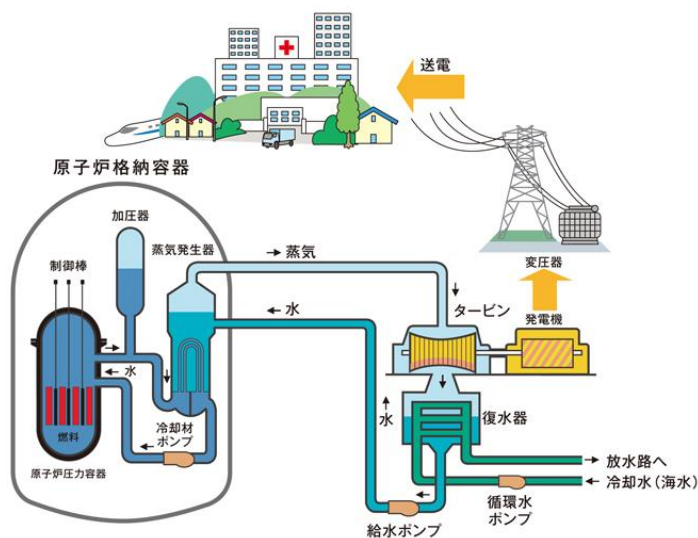 送電
原子炉格納容器
加圧器
蒸気発生器
制御棒
蒸気
変圧器
水
タービン
発電機
水
水
復水器
冷却材
ポンプ
燃料
原子炉圧力容器
放水路へ
冷却水(海水)
循環水
ポンプ
給水ポンプ